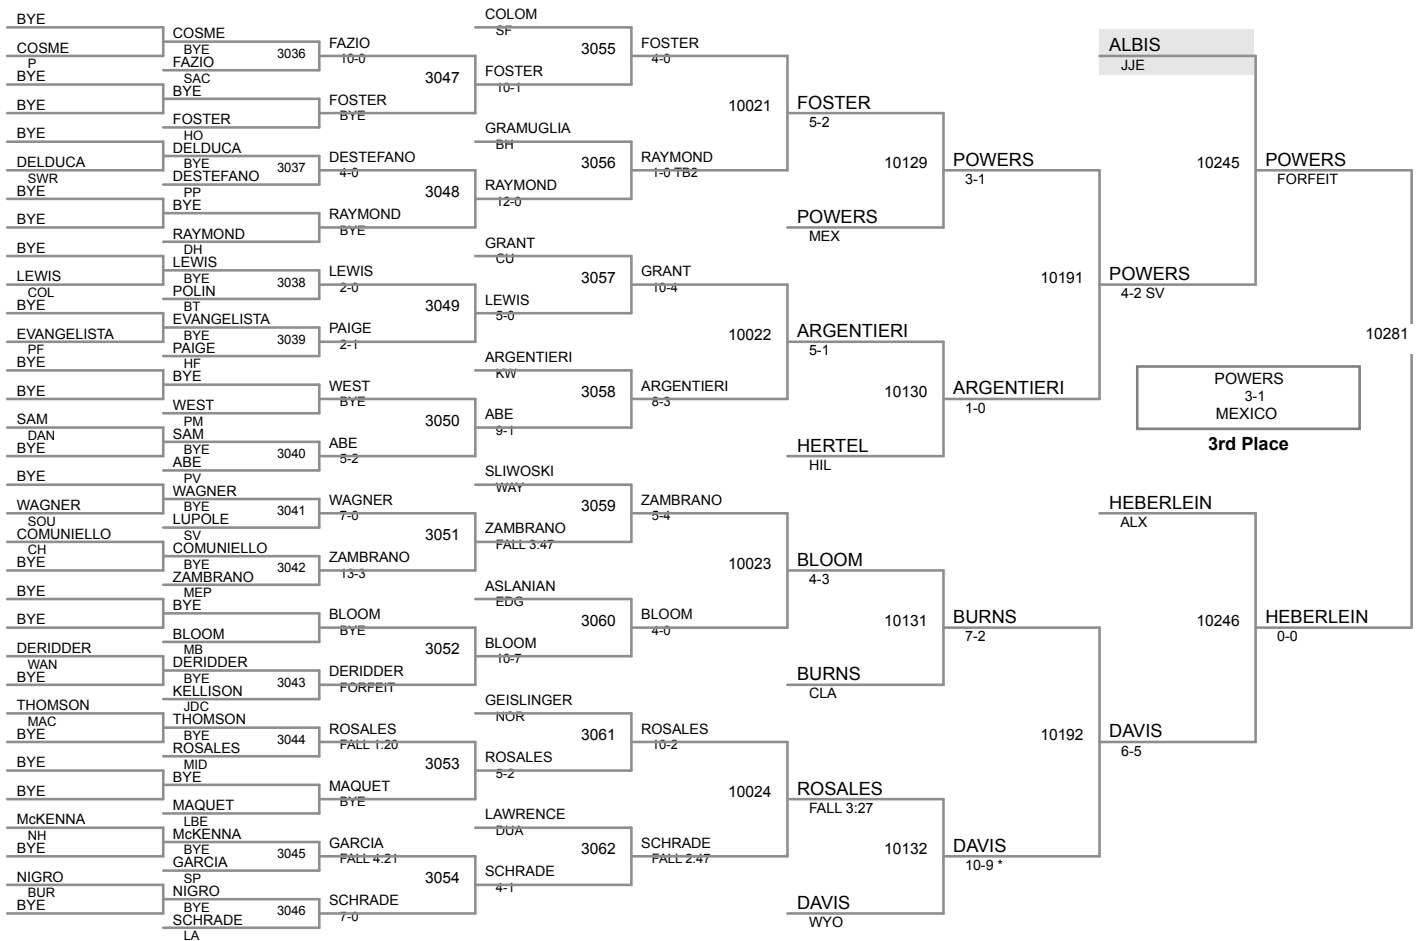 BYE
COSME
P
BYE
BYE
BYE
DELDUCA
SWR
BYE
BYE
BYE
LEWIS
COL
BYE
EVANGELISTA
PF
BYE
BYE
SAM
DAN
BYE
BYE
WAGNER
SOU
COMUNIELLO
CH
BYE
BYE
BYE
DERIDDER
WAN
BYE
THOMSON
MAC
BYE
BYE
BYE
McKENNA
NH
BYE
NIGRO
BUR
BYE
COSME
BYE
3036
FAZIO
SAC
BYE
FOSTER
HO
DELDUCA
BYE
3037
DESTEFANO
PP
BYE
RAYMOND
DH
LEWIS
BYE
3038
POLIN
BT
EVANGELISTA
BYE
3039
PAIGE
HF
BYE
WEST
PM
SAM
BYE
3040
ABE
PV
WAGNER
BYE
3041
LUPOLE
SV
COMUNIELLO
BYE
3042
ZAMBRANO
MEP
BYE
BLOOM
MB
DERIDDER
BYE
3043
KELLISON
JDC
THOMSON
BYE
3044
ROSALES
MID
BYE
MAQUET
LBE
McKENNA
BYE
3045
GARCIA
SP
NIGRO
BYE
3046
SCHRADE
LA
FAZIO
10-0
3047
FOSTER
BYE
DESTEFANO
4-0
3048
RAYMOND
BYE
LEWIS
2-0
3049
PAIGE
2-1
WEST
BYE
3050
ABE
5-2
WAGNER
7-0
3051
ZAMBRANO
13-3
BLOOM
BYE
3052
DERIDDER
FORFEIT
ROSALES
FALL 1:20
3053
MAQUET
BYE
GARCIA
FALL 4:21
3054
SCHRADE
7-0
COLOM
SF
3055
FOSTER
10-1
GRAMUGLIA
BH
3056
RAYMOND
12-0
GRANT
CU
3057
LEWIS
5-0
ARGENTIERI
KW
3058
ABE
9-1
SLIWOSKI
WAY
3059
ZAMBRANO
FALL 3:47
ASLANIAN
EDG
3060
BLOOM
10-7
GEISLINGER
NOR
3061
ROSALES
5-2
LAWRENCE
DUA
3062
SCHRADE
4-1
FOSTER
4-0
10021
RAYMOND
1-0 TB2
GRANT
10-4
10022
ARGENTIERI
8-3
ZAMBRANO
5-4
10023
BLOOM
4-0
ROSALES
10-2
10024
SCHRADE
FALL 2:47
FOSTER
5-2
10129
POWERS
MEX
ARGENTIERI
5-1
10130
HERTEL
HIL
BLOOM
4-3
10131
BURNS
CLA
ROSALES
FALL 3:27
10132
DAVIS
WYO
POWERS
3-1
10191
ARGENTIERI
1-0
BURNS
7-2
10192
DAVIS
10-9 *
ALBIS
JJE
10245
POWERS
4-2 SV
POWERS
3-1
MEXICO
3rd Place
HEBERLEIN
ALX
10246
DAVIS
6-5
POWERS
FORFEIT
10281
HEBERLEIN
0-0